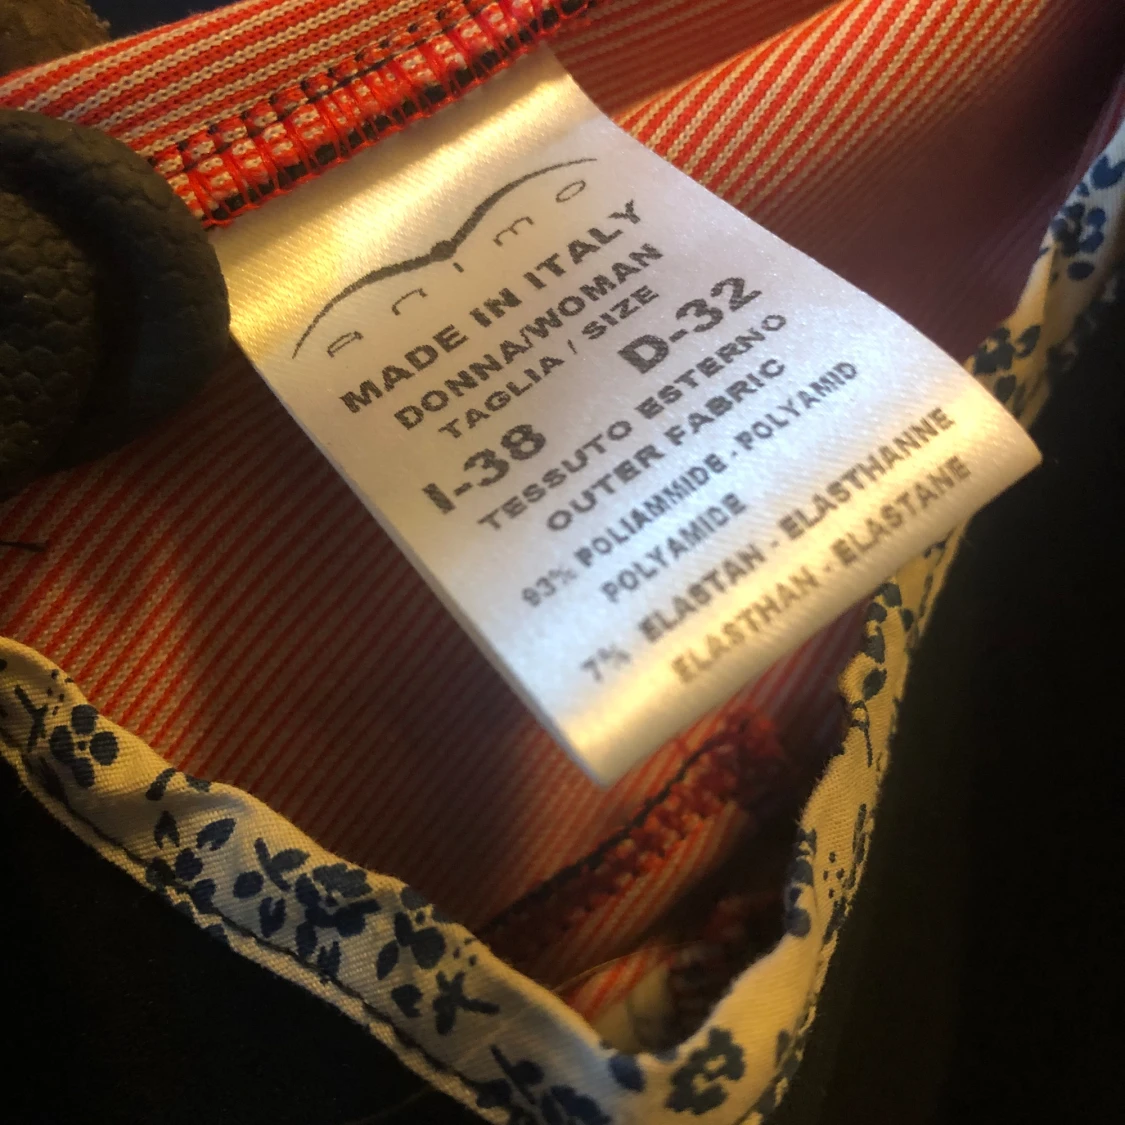 animo
MADE IN ITALY
DONNA/WOMAN
TAGLIA / SIZE
I-38 D-32
TESSUTO ESTERNO
OUTER FABRIC
93% POLIAMMIDE - POLYAMID
POLYAMIDE
7% ELASTAN - ELASTHANNE
ELASTHAN - ELASTANE